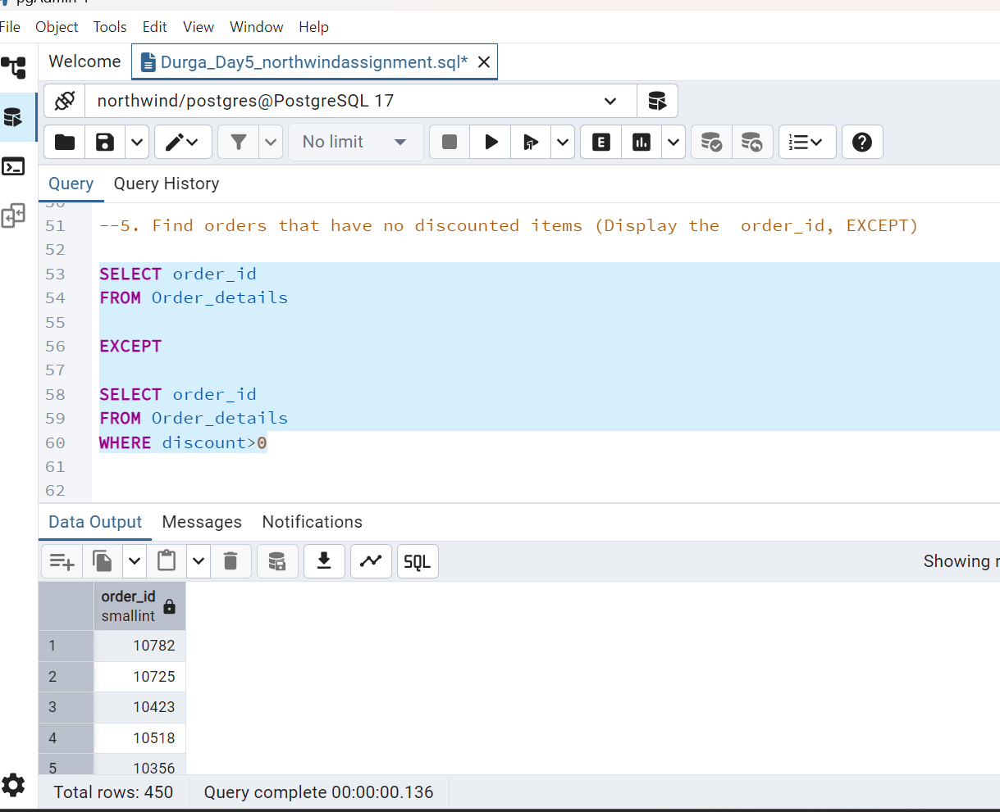 File Object Tools Edit View Window Help
Welcome Durga_Day5_northwindassignment.sql*
northwind/postgres@PostgreSQL 17
No limit
Query Query History
51 --5. Find orders that have no discounted items (Display the  order_id, EXCEPT)
52
53 SELECT order_id
54 FROM Order_details
55
56 EXCEPT
57
58 SELECT order_id
59 FROM Order_details
60 WHERE discount>0
61
62
Data Output Messages Notifications
SQL Showing
order_id
smallint
1 10782
2 10725
3 10423
4 10518
5 10356
Total rows: 450 Query complete 00:00:00.136